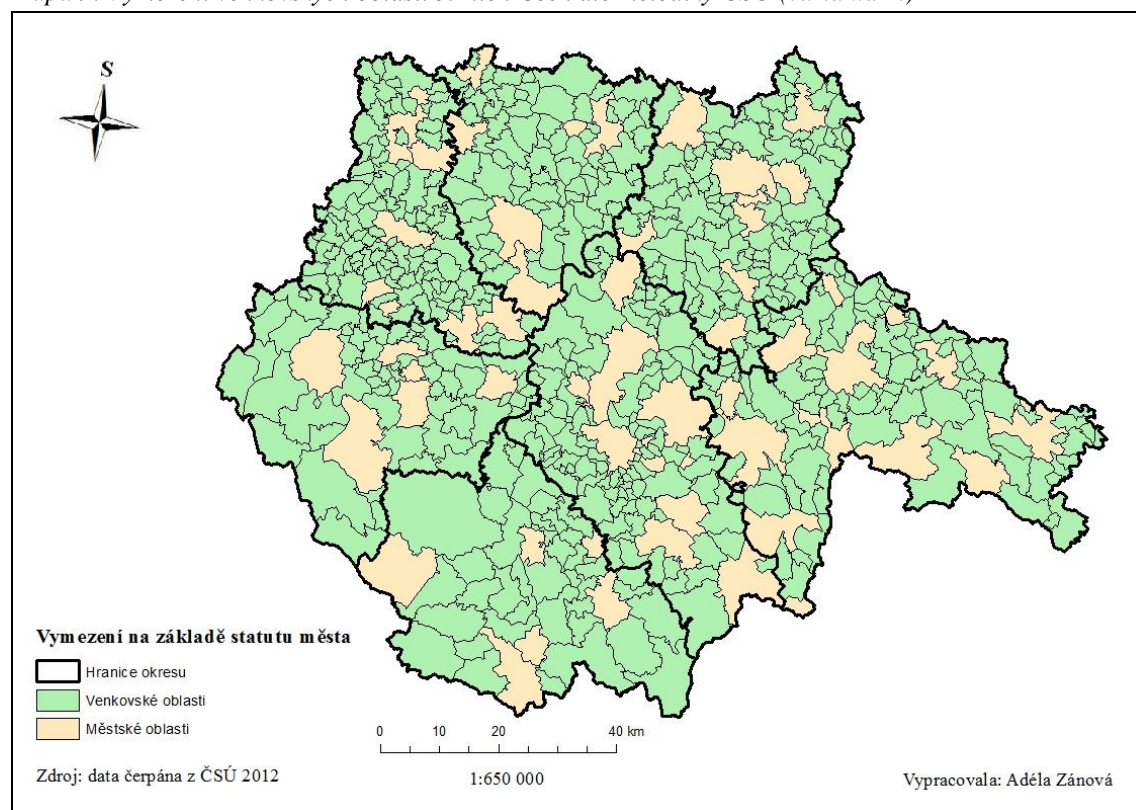 S
Vymezení na základě statutu města
Hranice okresu
Venkovské oblasti
Městské oblasti
0 10 20 40 km
Zdroj: data čerpána z ČSÚ 2012
1:650 000
Vypracovala: Adéla Zánová